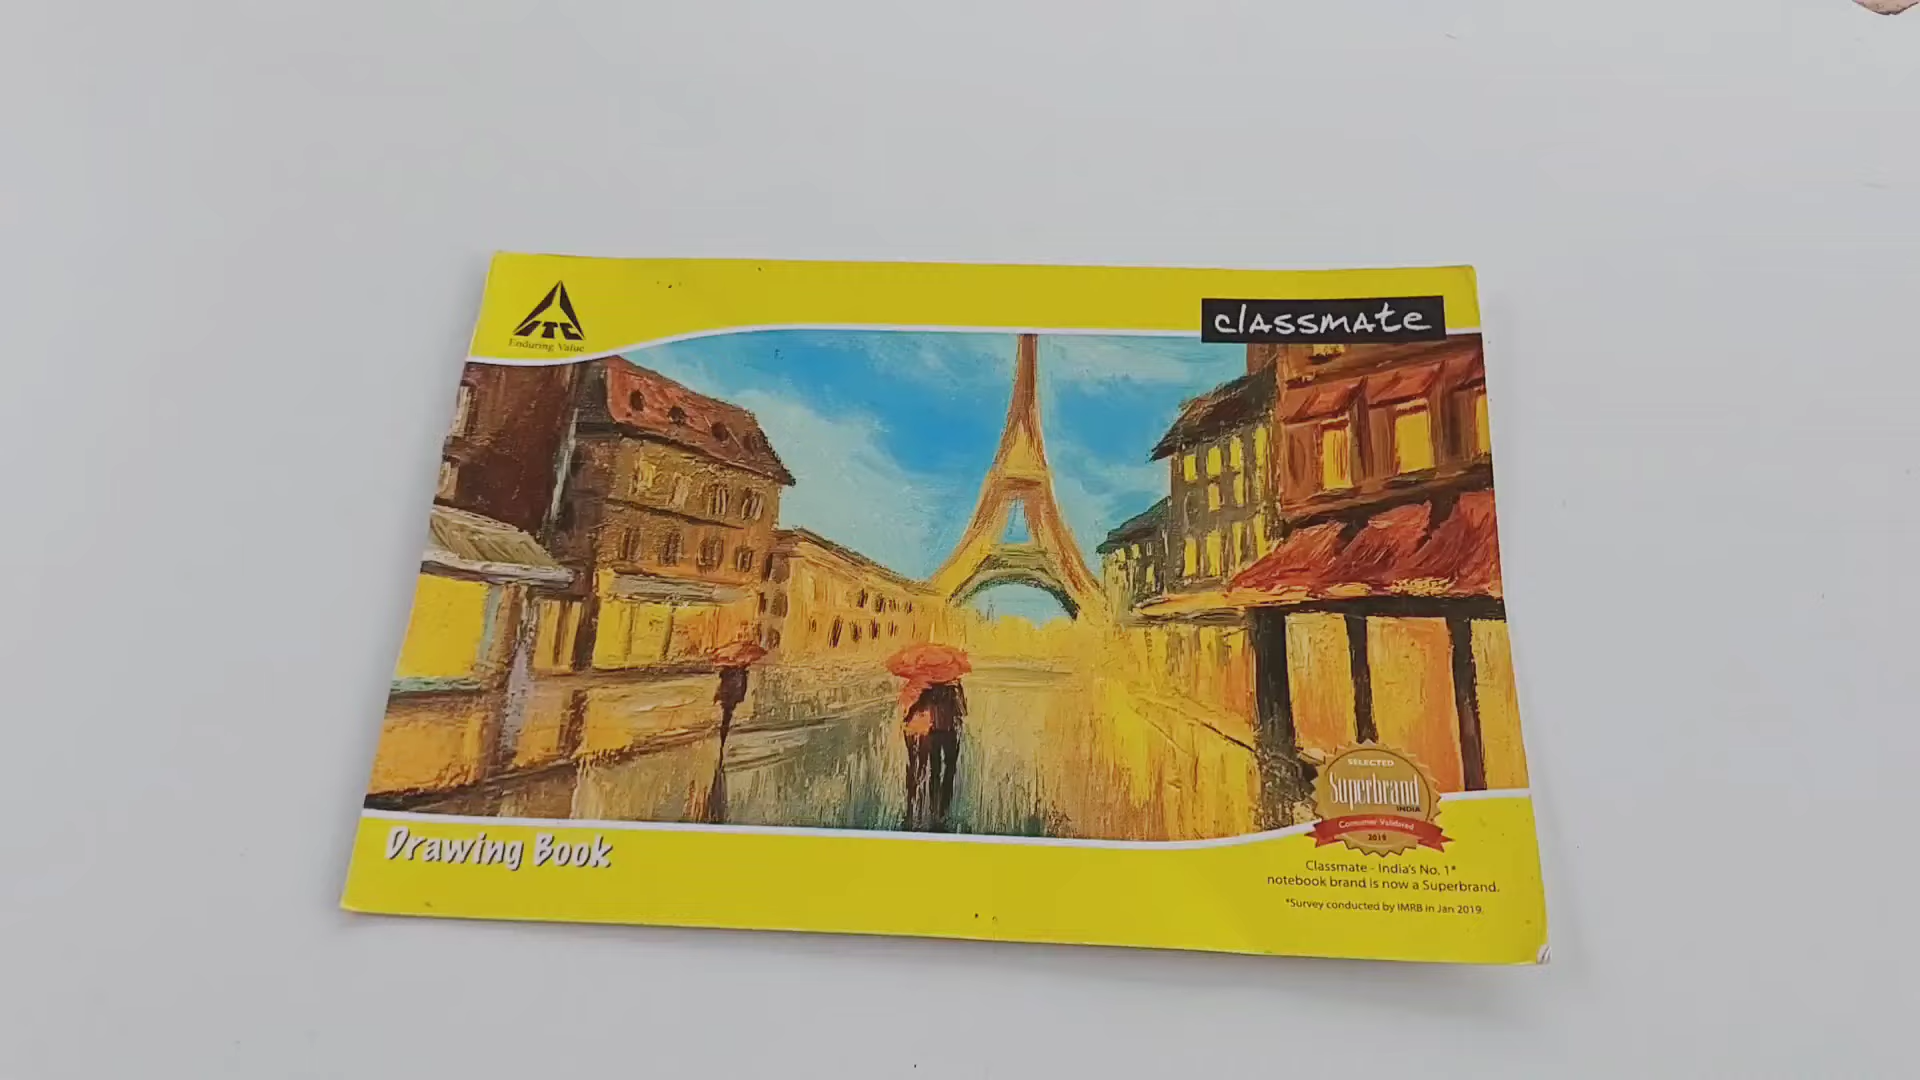 ITC
Enduring Value
classmate
SELECTED
Superbrand
INDIA
Consumer Validated
2019
Drawing Book
Classmate - India's No. 1*
notebook brand is now a Superbrand.
*Survey conducted by IMRB in Jan 2019.